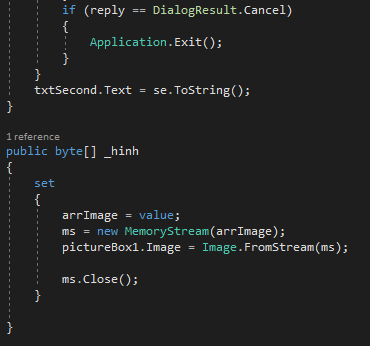 if (reply == DialogResult.Cancel)
{
Application.Exit();
}
}
txtSecond.Text = se.ToString();
}
1 reference
public byte[] _hinh
{
set
{
arrImage = value;
ms = new MemoryStream(arrImage);
pictureBox1.Image = Image.FromStream(ms);
ms.Close();
}
}